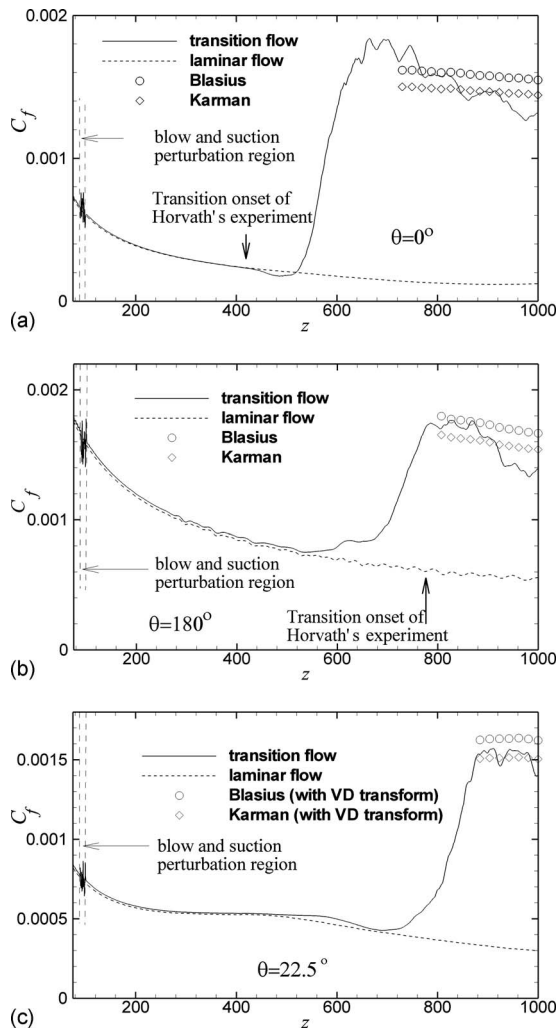 0.002
transition flow
laminar flow
Blasius
Karman
C_f
blow and suction
perturbation region
0.001
Transition onset of
Horvath's experiment
θ=0°
0
200 400 600 800 1000
z
(a)
0.002
transition flow
laminar flow
Blasius
Karman
C_f
0.001
blow and suction
perturbation region
Transition onset of
Horvath's experiment
θ=180°
0
200 400 600 800 1000
z
(b)
0.0015
transition flow
laminar flow
Blasius (with VD transform)
Karman (with VD transform)
C_f
0.001
blow and suction
perturbation region
0.0005
θ=22.5°
0
200 400 600 800 1000
z
(c)